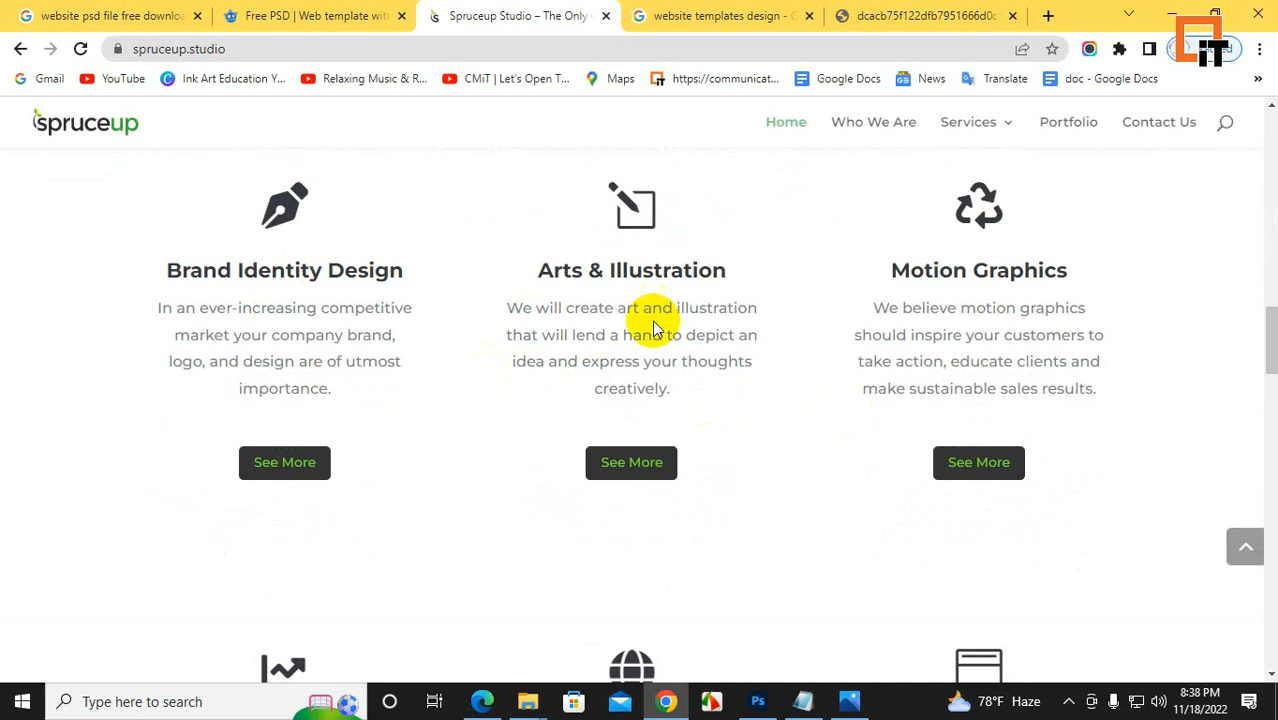 website psd file free downloa
Free PSD | Web template with
Spruceup Studio – The Only
website templates design - G
dcacb75f122dfb7951666d0c
spruceup.studio
Gmail
YouTube
Ink Art Education Y...
Relaxing Music & R...
CMiT | Let's Open T...
Maps
https://communicat...
Google Docs
News
Translate
doc - Google Docs
»
iT
spruceup
Home
Who We Are
Services
Portfolio
Contact Us
Brand Identity Design
Arts & Illustration
Motion Graphics
In an ever-increasing competitive
market your company brand,
logo, and design are of utmost
importance.
We will create art and illustration
that will lend a hand to depict an
idea and express your thoughts
creatively.
We believe motion graphics
should inspire your customers to
take action, educate clients and
make sustainable sales results.
See More
See More
See More
Type here to search
Ps
78°F Haze
8:38 PM
11/18/2022